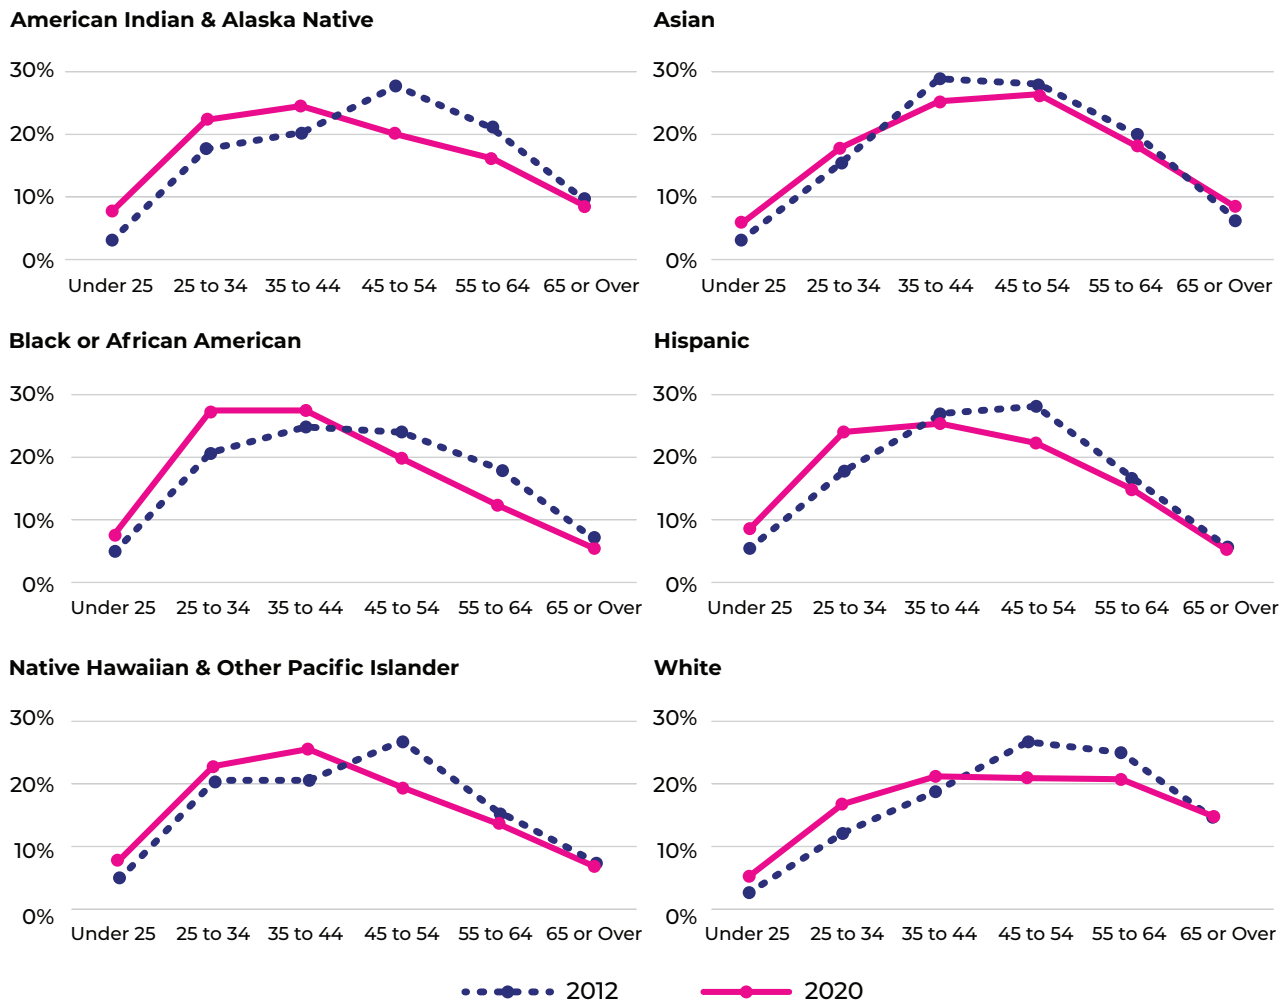 American Indian & Alaska Native
30%
20%
10%
0%
Under 25 25 to 34 35 to 44 45 to 54 55 to 64 65 or Over
Asian
30%
20%
10%
0%
Under 25 25 to 34 35 to 44 45 to 54 55 to 64 65 or Over
Black or African American
30%
20%
10%
0%
Under 25 25 to 34 35 to 44 45 to 54 55 to 64 65 or Over
Hispanic
30%
20%
10%
0%
Under 25 25 to 34 35 to 44 45 to 54 55 to 64 65 or Over
Native Hawaiian & Other Pacific Islander
30%
20%
10%
0%
Under 25 25 to 34 35 to 44 45 to 54 55 to 64 65 or Over
White
30%
20%
10%
0%
Under 25 25 to 34 35 to 44 45 to 54 55 to 64 65 or Over
2012 2020